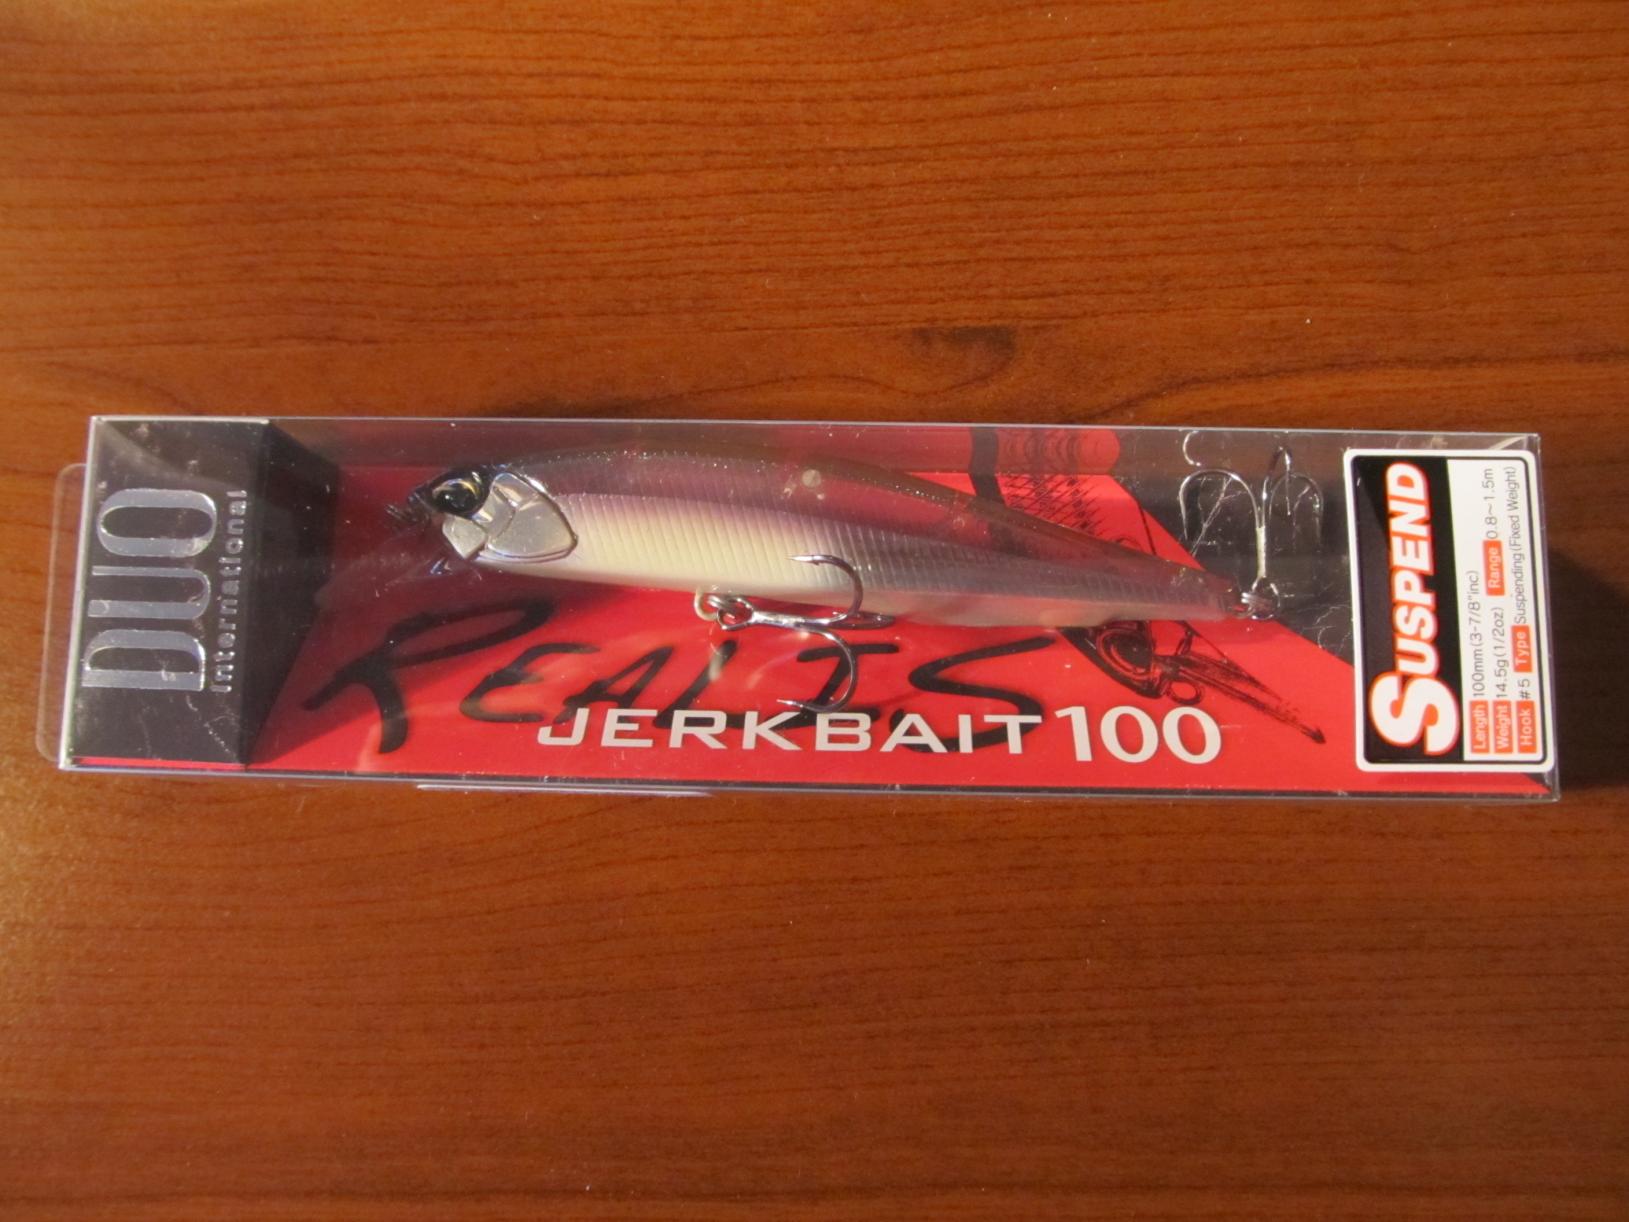 DUO
International
REALIS
JERKBAIT 100
SUSPEND
Length 100mm(3-7/8"inc)
Weight 14.5g(1/2oz) Range 0.8~1.5m
Hook #5 Type Suspending(Fixed Weight)